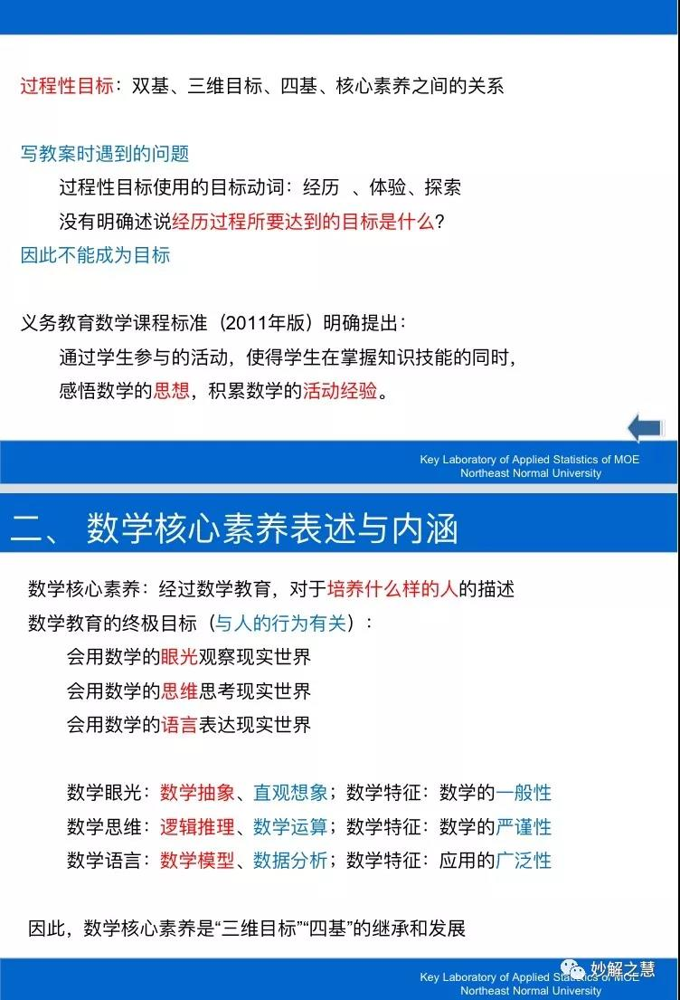 过程性目标：双基、三维目标、四基、核心素养之间的关系
写教案时遇到的问题
过程性目标使用的目标动词：经历 、体验、探索
没有明确述说经历过程所要达到的目标是什么？
因此不能成为目标
义务教育数学课程标准（2011年版）明确提出：
通过学生参与的活动，使得学生在掌握知识技能的同时，
感悟数学的思想，积累数学的活动经验。
Key Laboratory of Applied Statistics of MOE
Northeast Normal University
二、 数学核心素养表述与内涵
数学核心素养：经过数学教育，对于培养什么样的人的描述
数学教育的终极目标（与人的行为有关）：
会用数学的眼光观察现实世界
会用数学的思维思考现实世界
会用数学的语言表达现实世界
数学眼光：数学抽象、直观想象；数学特征：数学的一般性
数学思维：逻辑推理、数学运算；数学特征：数学的严谨性
数学语言：数学模型、数据分析；数学特征：应用的广泛性
因此，数学核心素养是“三维目标”“四基”的继承和发展
妙解之慧
Key Laboratory of Applied Statistics of MOE
Northeast Normal University